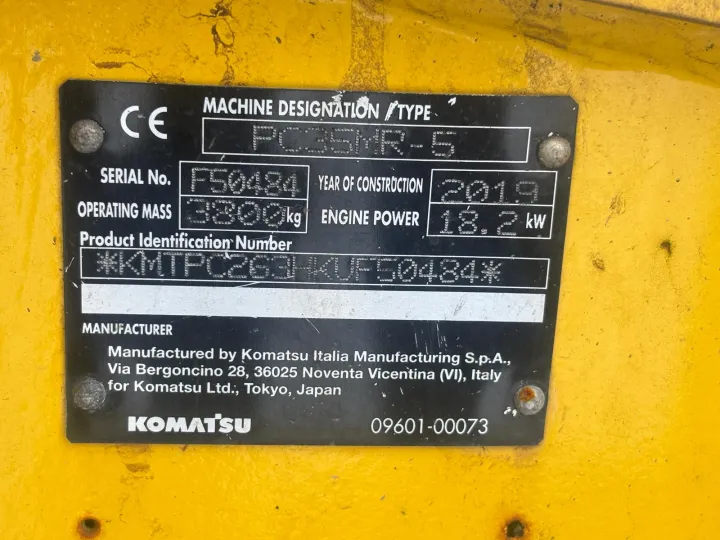 CE
MACHINE DESIGNATION / TYPE
PC35MR-5
SERIAL No. F50484 YEAR OF CONSTRUCTION 2019
OPERATING MASS 3800 kg ENGINE POWER 18.2 kW
Product Identification Number
*KMTPC263HKVF50484*
MANUFACTURER
Manufactured by Komatsu Italia Manufacturing S.p.A.,
Via Bergoncino 28, 36025 Noventa Vicentina (VI), Italy
for Komatsu Ltd., Tokyo, Japan
KOMATSU 09601-00073